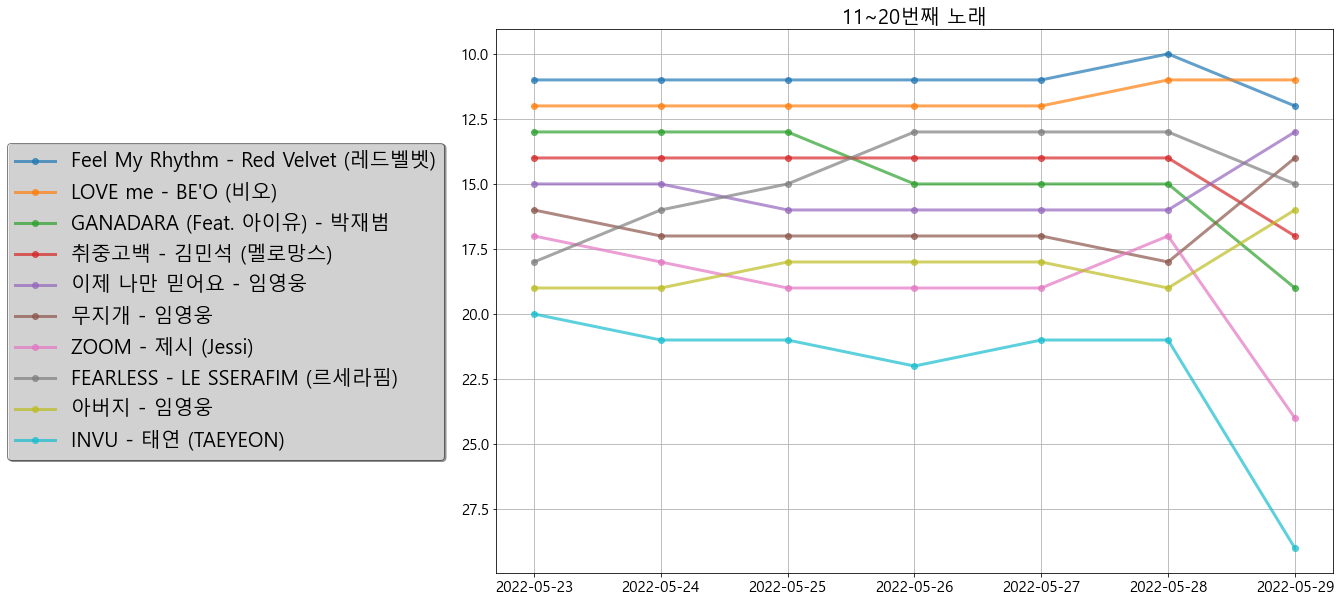 11~20번째 노래
Feel My Rhythm - Red Velvet (레드벨벳)
LOVE me - BE'O (비오)
GANADARA (Feat. 아이유) - 박재범
취중고백 - 김민석 (멜로망스)
이제 나만 믿어요 - 임영웅
무지개 - 임영웅
ZOOM - 제시 (Jessi)
FEARLESS - LE SSERAFIM (르세라핌)
아버지 - 임영웅
INVU - 태연 (TAEYEON)
10.0
12.5
15.0
17.5
20.0
22.5
25.0
27.5
2022-05-23 2022-05-24 2022-05-25 2022-05-26 2022-05-27 2022-05-28 2022-05-29